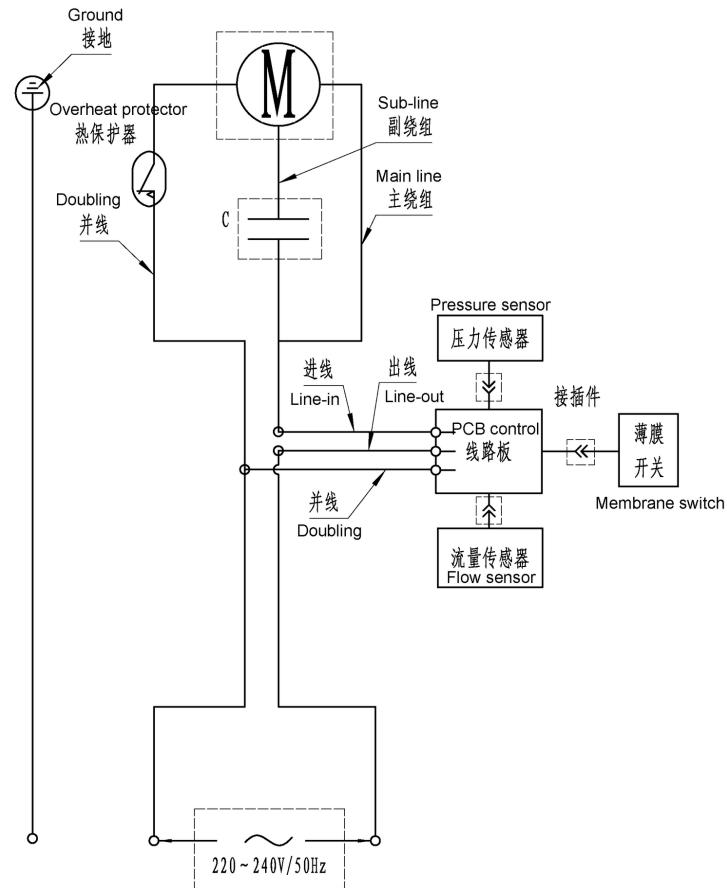 Ground
接地
M
Overheat protector
热保护器
Sub-line
副绕组
Doubling
并线
Main line
主绕组
C
Pressure sensor
压力传感器
进线
Line-in
出线
Line-out
接插件
PCB control
线路板
薄膜
开关
Membrane switch
并线
Doubling
流量传感器
Flow sensor
220~240V/50Hz